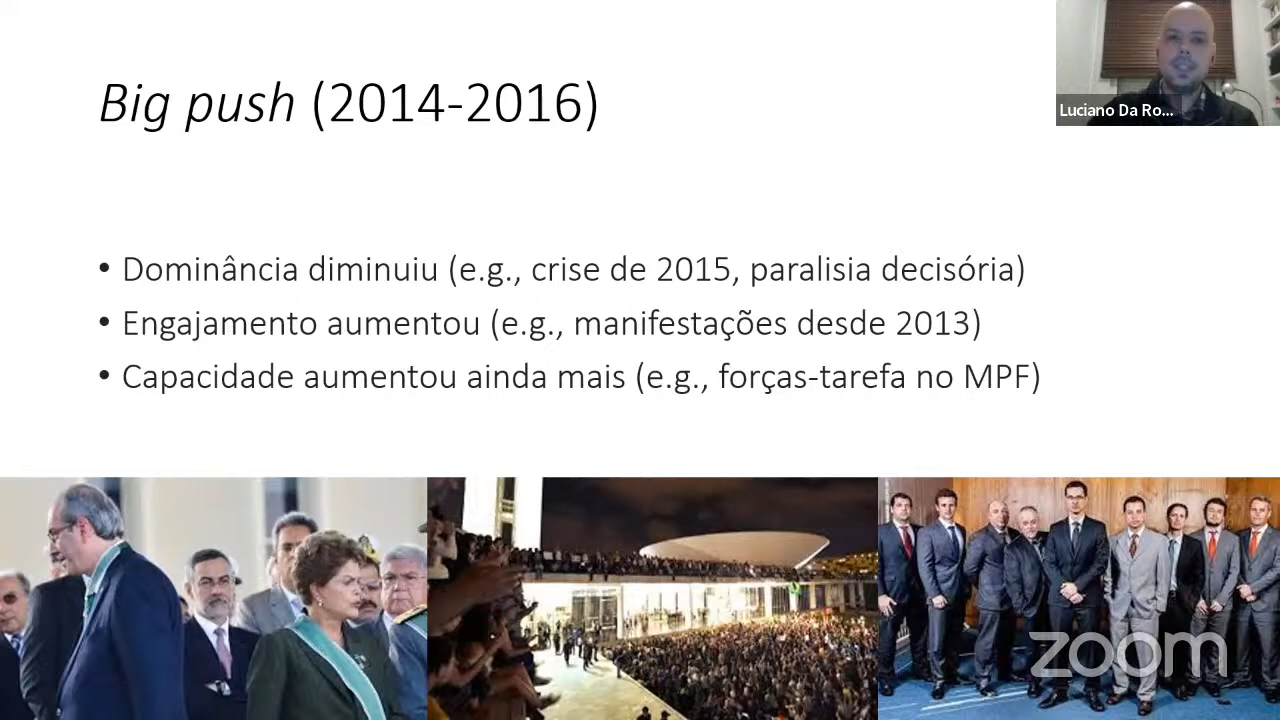 Big push (2014-2016)
Luciano Da Ro...
• Dominância diminuiu (e.g., crise de 2015, paralisia decisória)
• Engajamento aumentou (e.g., manifestações desde 2013)
• Capacidade aumentou ainda mais (e.g., forças-tarefa no MPF)
zoom